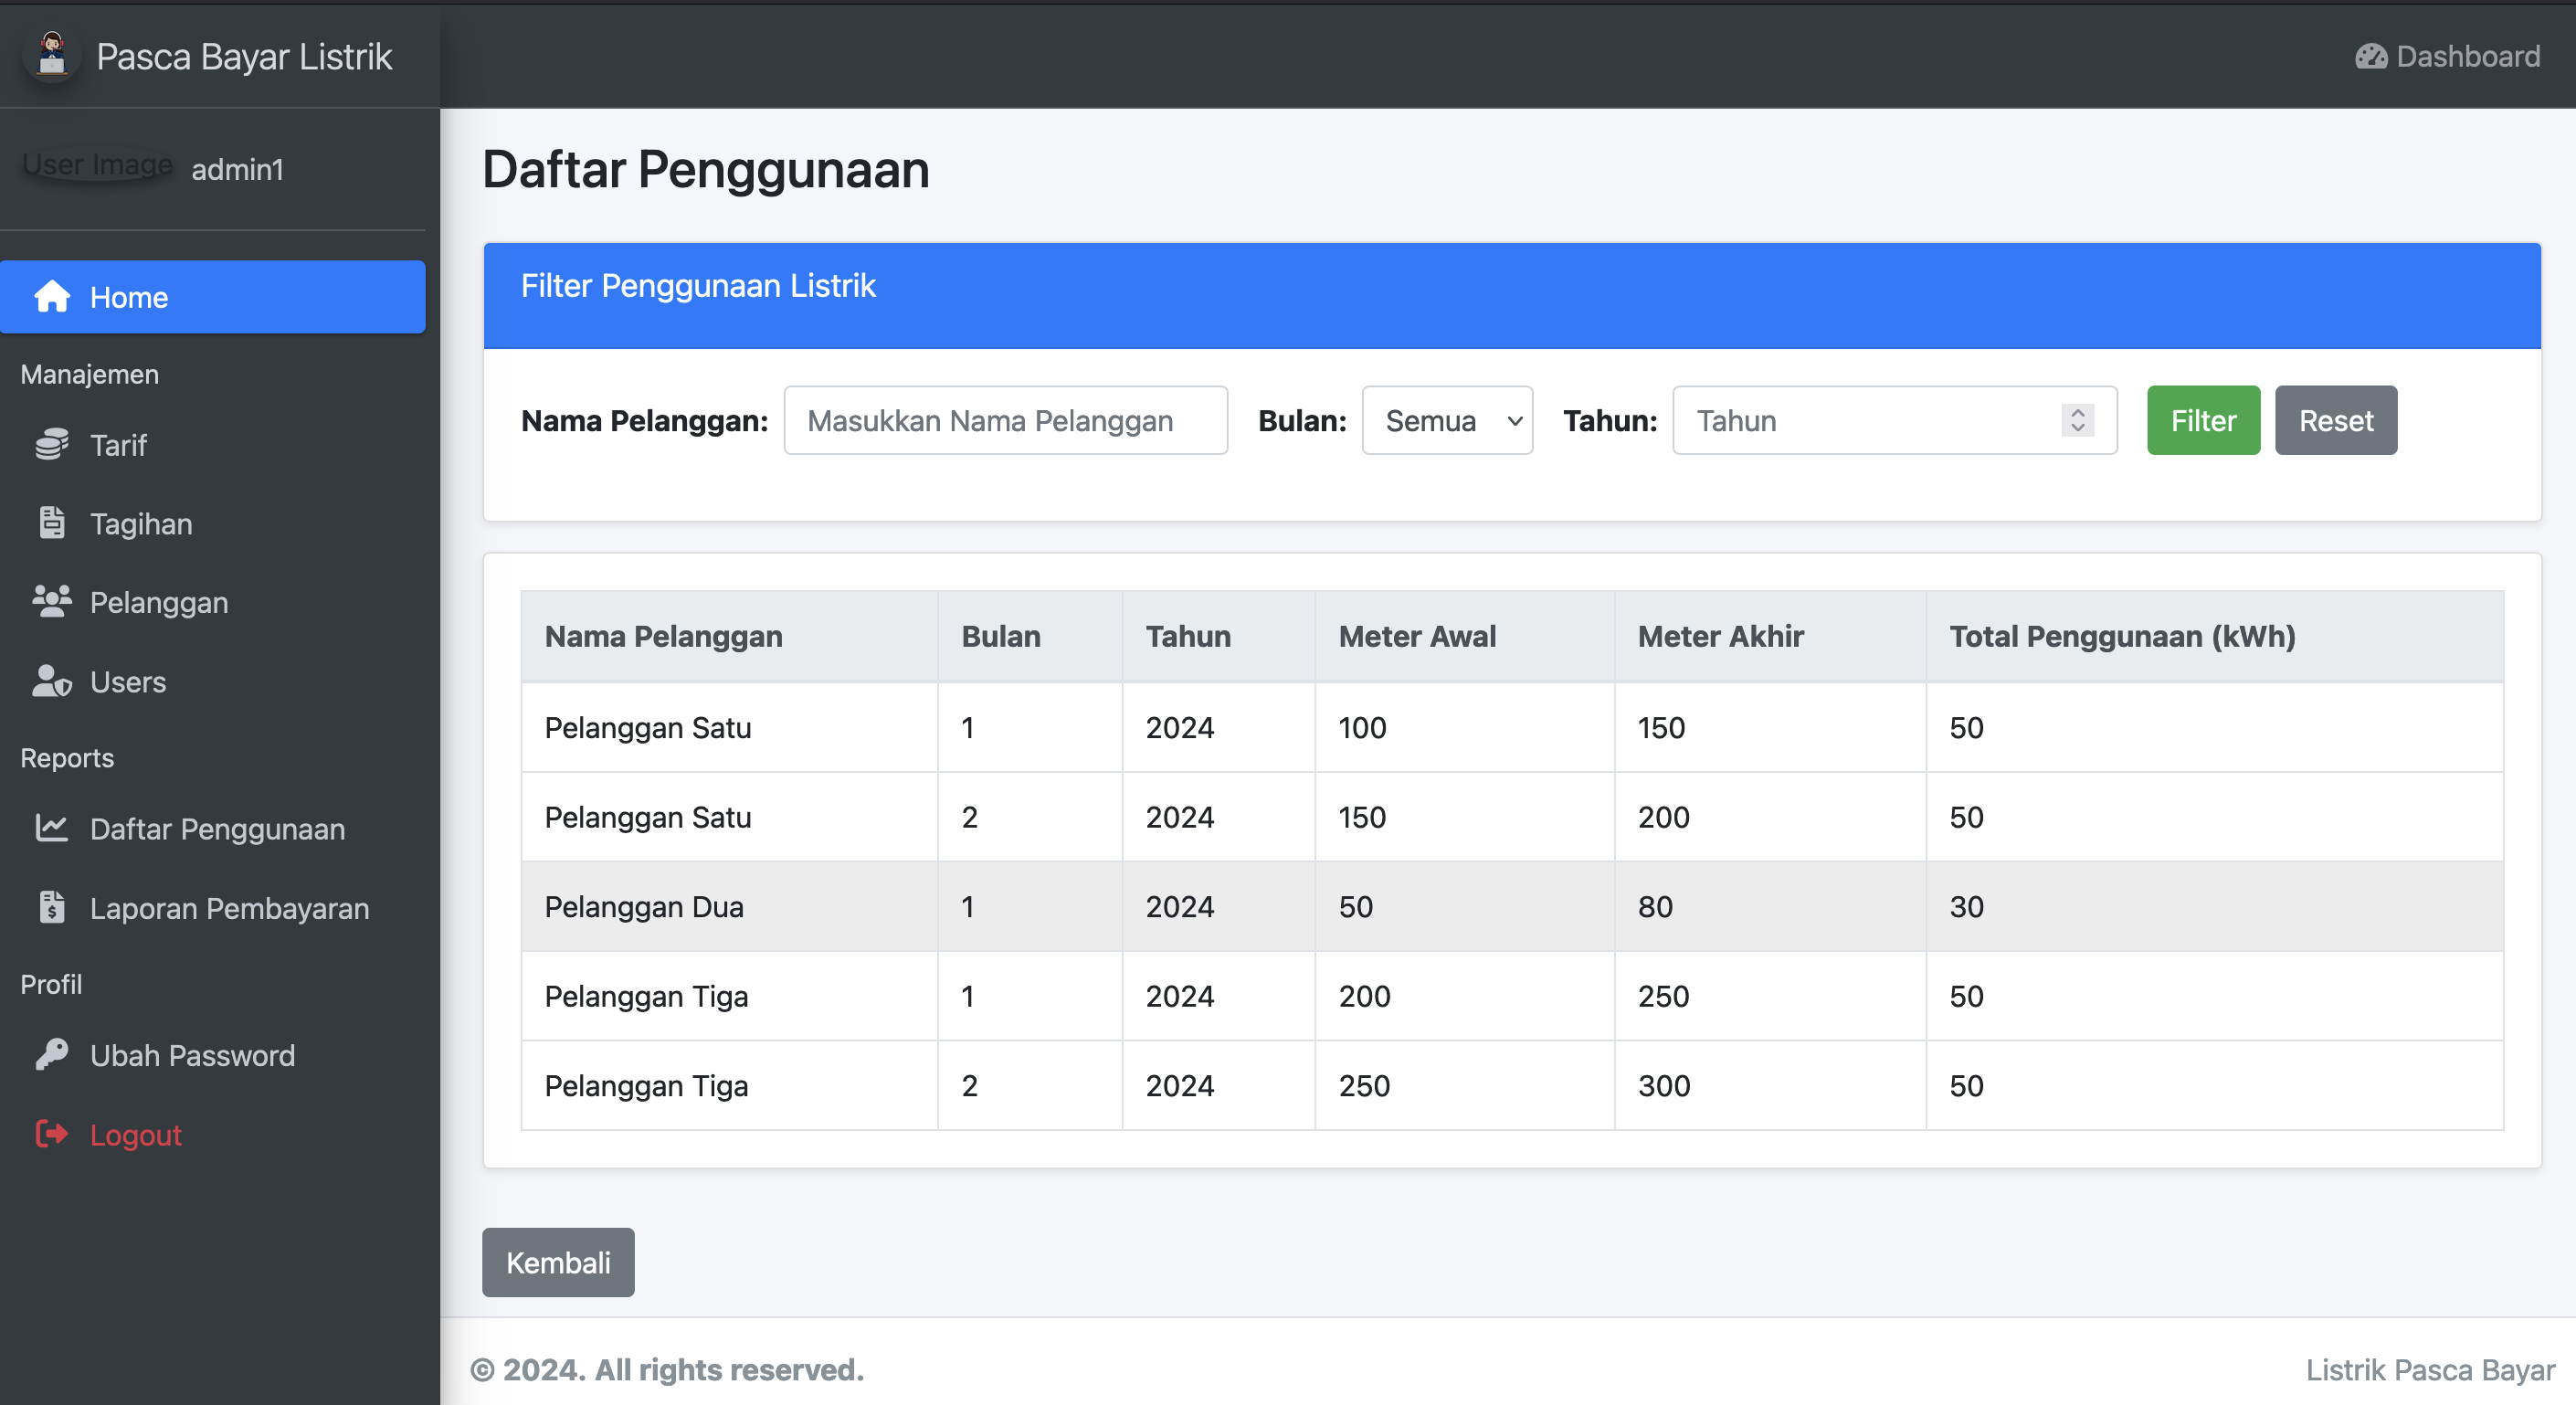 Pasca Bayar Listrik
Dashboard
User Image admin1
Home
Manajemen
Tarif
Tagihan
Pelanggan
Users
Reports
Daftar Penggunaan
Laporan Pembayaran
Profil
Ubah Password
Logout
Daftar Penggunaan
Filter Penggunaan Listrik
Nama Pelanggan: Masukkan Nama Pelanggan Bulan: Semua Tahun: Tahun Filter Reset
Nama Pelanggan Bulan Tahun Meter Awal Meter Akhir Total Penggunaan (kWh)
Pelanggan Satu 1 2024 100 150 50
Pelanggan Satu 2 2024 150 200 50
Pelanggan Dua 1 2024 50 80 30
Pelanggan Tiga 1 2024 200 250 50
Pelanggan Tiga 2 2024 250 300 50
Kembali
© 2024. All rights reserved.
Listrik Pasca Bayar